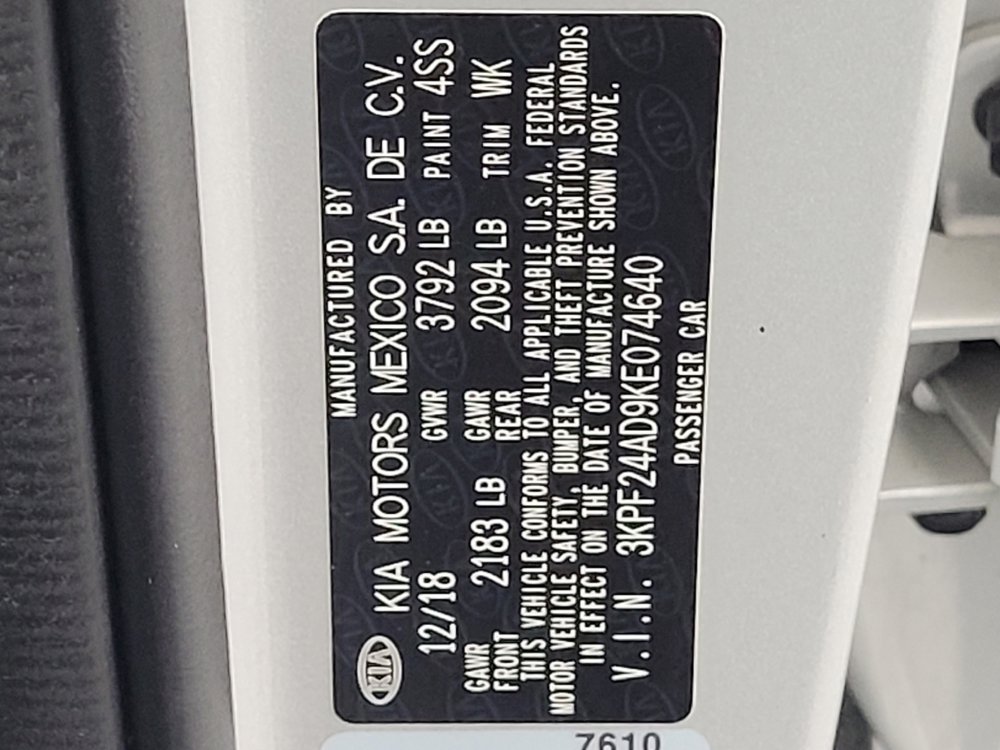 MANUFACTURED BY
KIA KIA MOTORS MEXICO S.A. DE C.V.
12/18 GVWR 3792 LB PAINT 4SS
GAWR FRONT 2183 LB GAWR REAR 2094 LB TRIM WK
THIS VEHICLE CONFORMS TO ALL APPLICABLE U.S.A. FEDERAL
MOTOR VEHICLE SAFETY, BUMPER, AND THEFT PREVENTION STANDARDS
IN EFFECT ON THE DATE OF MANUFACTURE SHOWN ABOVE.
V.I.N. 3KPF24AD9KE074640
PASSENGER CAR
7610